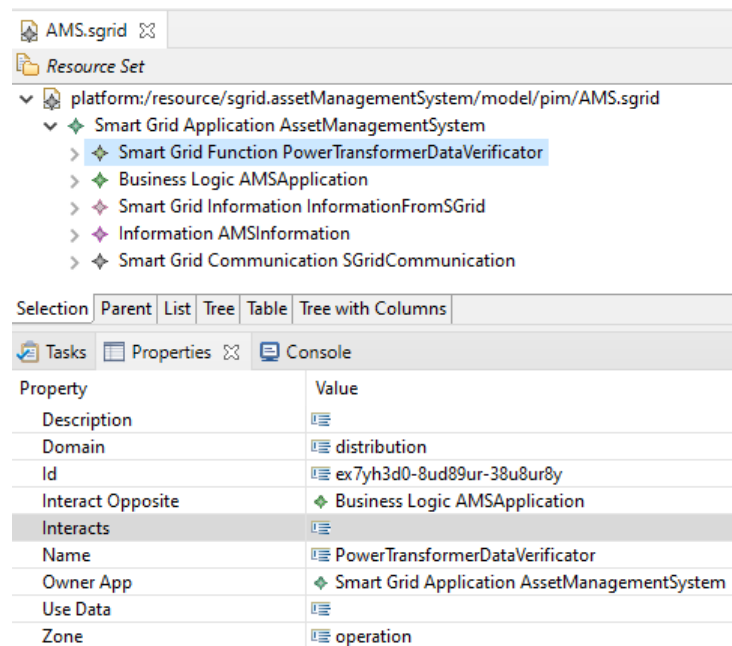 AMS.sgrid
Resource Set
platform:/resource/sgrid.assetManagementSystem/model/pim/AMS.sgrid
Smart Grid Application AssetManagementSystem
Smart Grid Function PowerTransformerDataVerificator
Business Logic AMSApplication
Smart Grid Information InformationFromSGrid
Information AMSInformation
Smart Grid Communication SGridCommunication
Selection Parent List Tree Table Tree with Columns
Tasks Properties Console
Property Value
Description
Domain distribution
Id ex7yh3d0-8ud89ur-38u8ur8y
Interact Opposite Business Logic AMSApplication
Interacts
Name PowerTransformerDataVerificator
Owner App Smart Grid Application AssetManagementSystem
Use Data
Zone operation